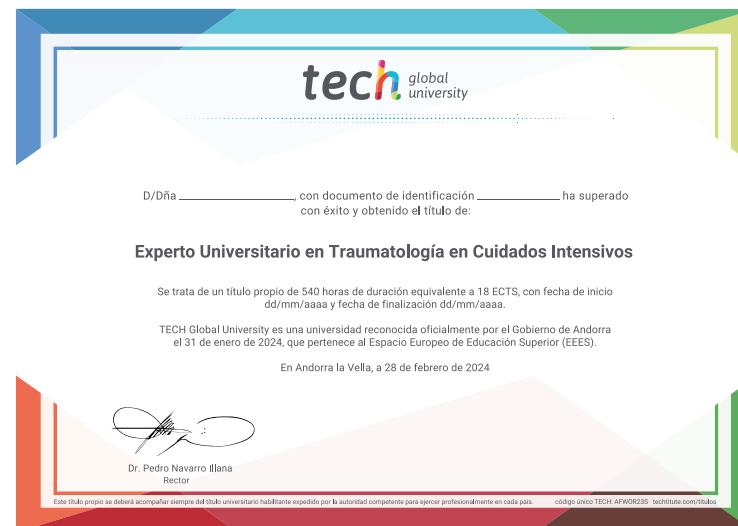 tech global university
D/Dña ______________, con documento de identificación ______________ ha superado
con éxito y obtenido el título de:
Experto Universitario en Traumatología en Cuidados Intensivos
Se trata de un título propio de 540 horas de duración equivalente a 18 ECTS, con fecha de inicio
dd/mm/aaaa y fecha de finalización dd/mm/aaaa.
TECH Global University es una universidad reconocida oficialmente por el Gobierno de Andorra
el 31 de enero de 2024, que pertenece al Espacio Europeo de Educación Superior (EEES).
En Andorra la Vella, a 28 de febrero de 2024
Dr. Pedro Navarro Illana
Rector
Este título propio se deberá acompañar siempre del título universitario habilitante expedido por la autoridad competente para ejercer profesionalmente en cada país. código único TECH: AFWOR23S techtitute.com/titulos